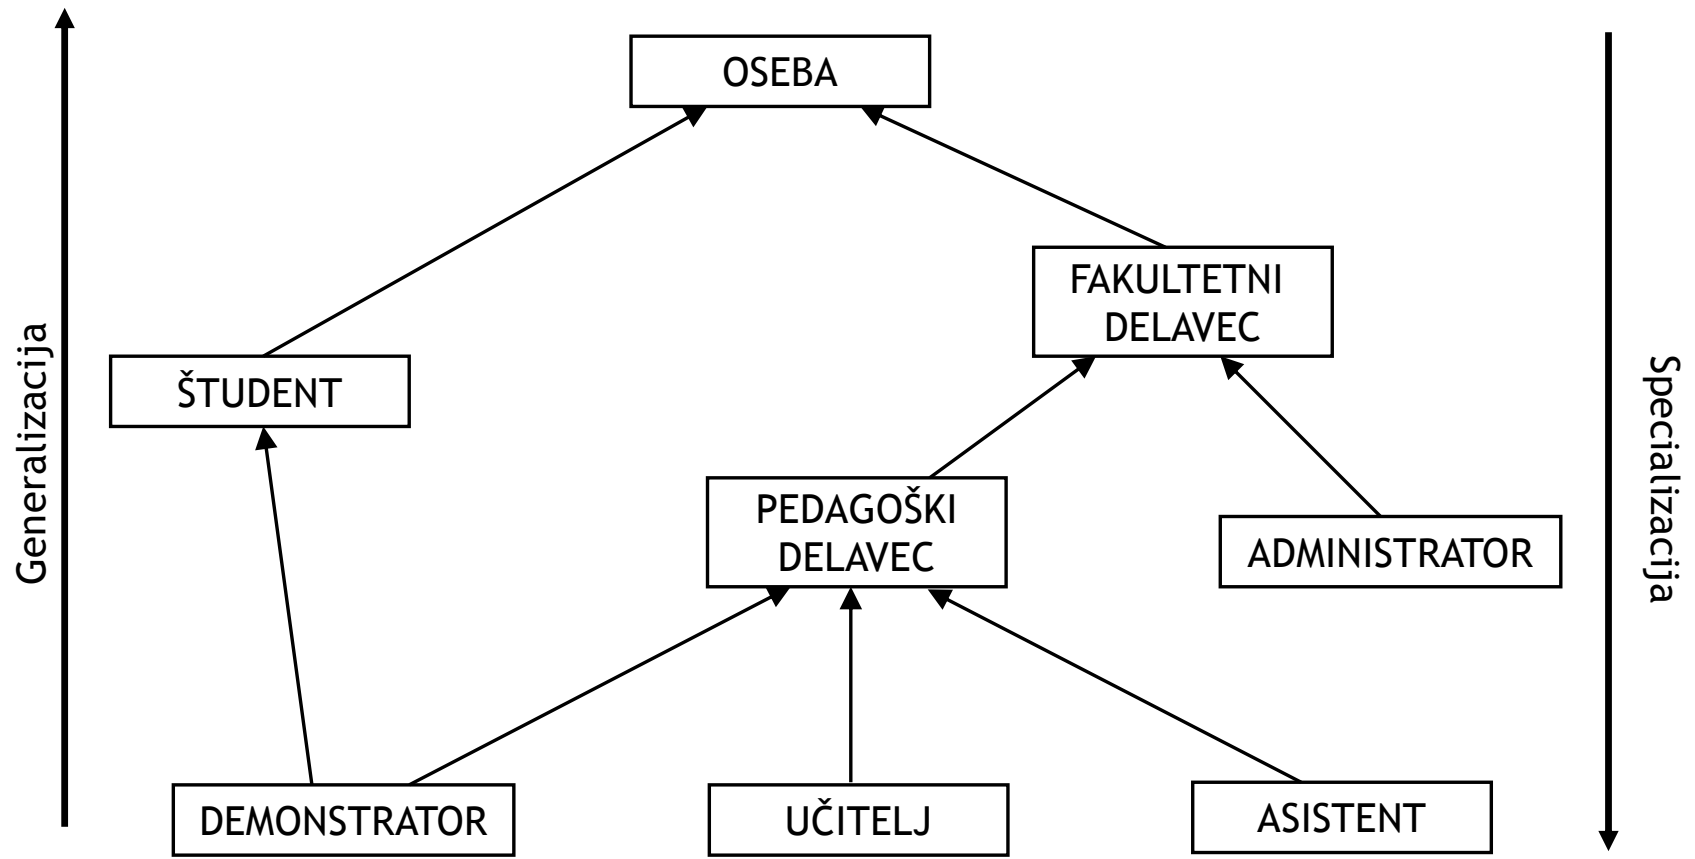 OSEBA
FAKULTETNI
DELAVEC
Generalizacija
ŠTUDENT
Specializacija
PEDAGOŠKI
DELAVEC
ADMINISTRATOR
DEMONSTRATOR
UČITELJ
ASISTENT